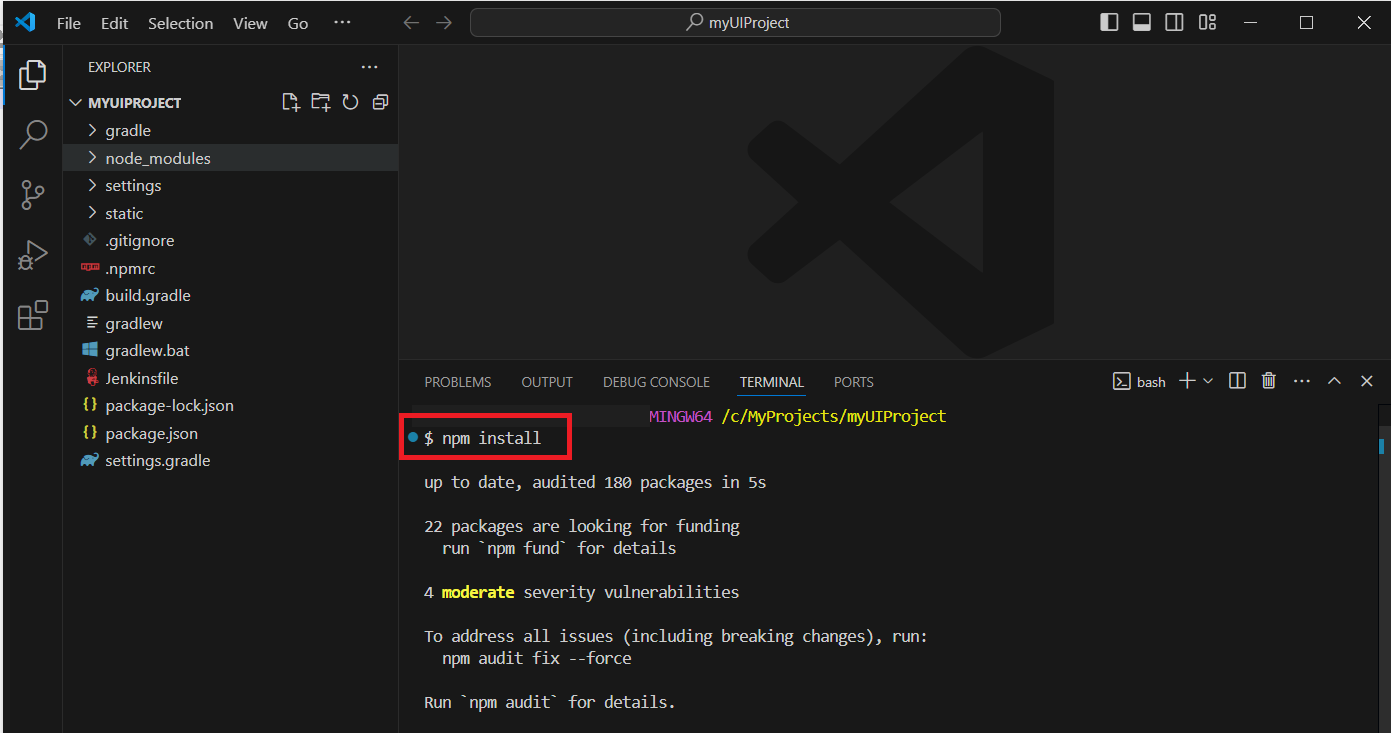 File Edit Selection View Go ···
myUIProject
EXPLORER ···
MYUIPROJECT
gradle
node_modules
settings
static
.gitignore
npm .npmrc
build.gradle
gradlew
gradlew.bat
Jenkinsfile
{} package-lock.json
{} package.json
settings.gradle
PROBLEMS OUTPUT DEBUG CONSOLE TERMINAL PORTS
bash ···
MINGW64 /c/MyProjects/myUIProject
$ npm install
up to date, audited 180 packages in 5s
22 packages are looking for funding
run `npm fund` for details
4 moderate severity vulnerabilities
To address all issues (including breaking changes), run:
npm audit fix --force
Run `npm audit` for details.